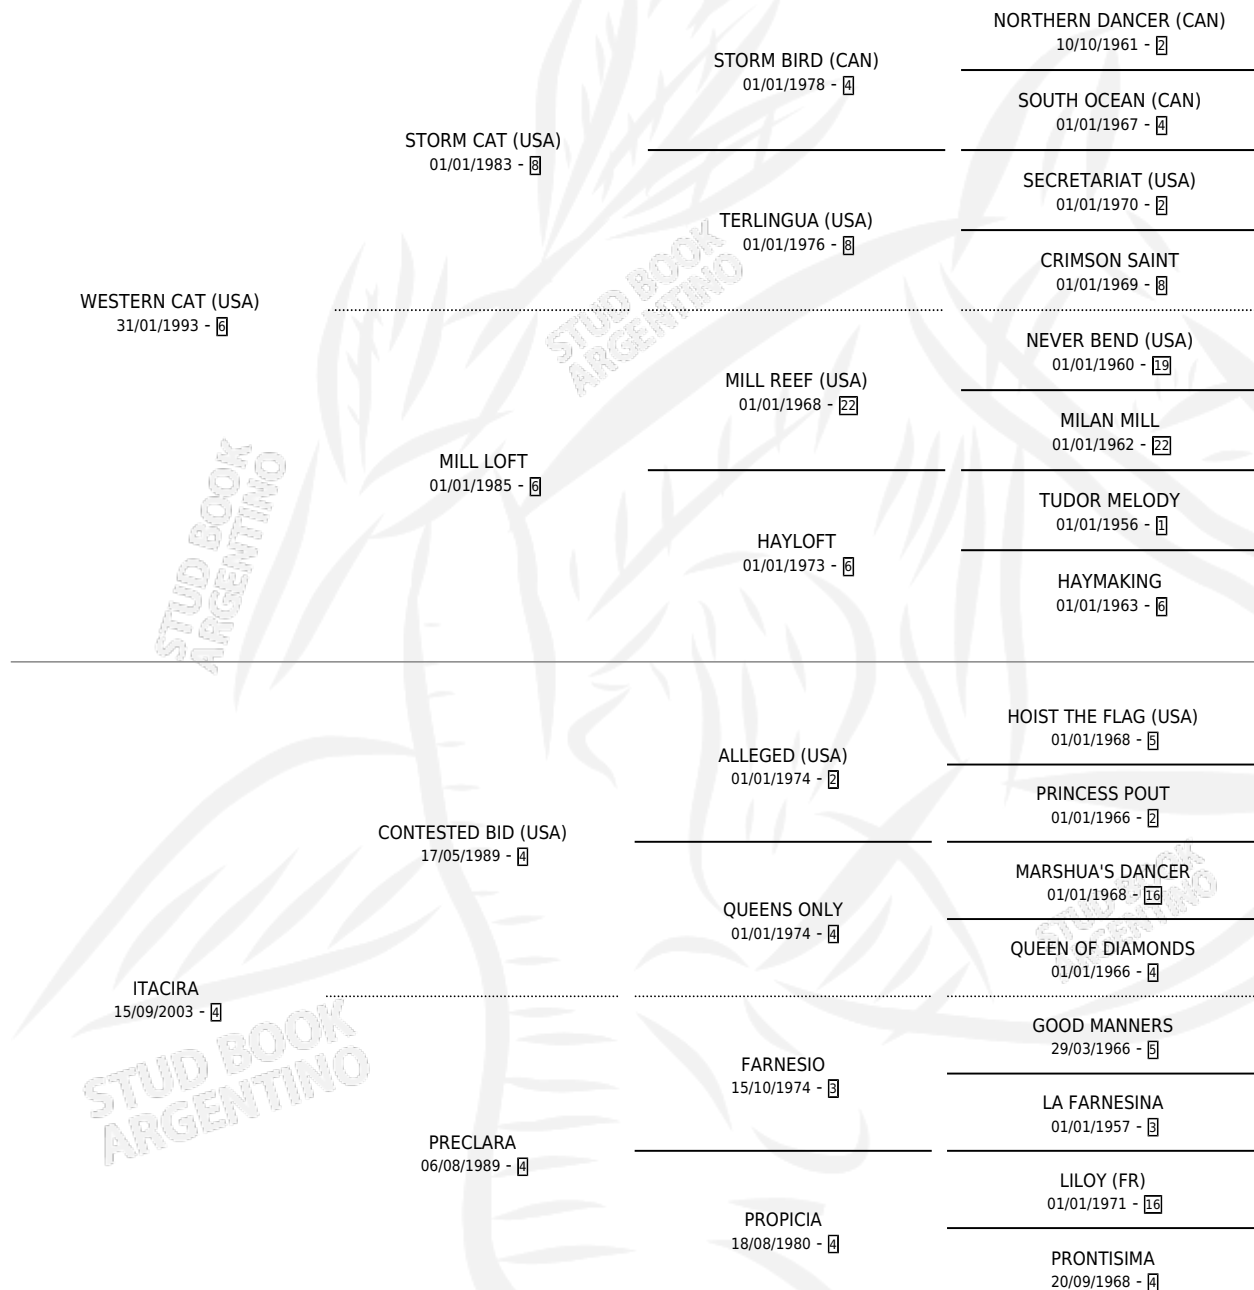 NORTHERN DANCER (CAN)
10/10/1961 - 2
STORM BIRD (CAN)
01/01/1978 - 4
SOUTH OCEAN (CAN)
01/01/1967 - 4
STORM CAT (USA)
01/01/1983 - 8
SECRETARIAT (USA)
01/01/1970 - 2
TERLINGUA (USA)
01/01/1976 - 8
CRIMSON SAINT
01/01/1969 - 8
WESTERN CAT (USA)
31/01/1993 - 6
NEVER BEND (USA)
01/01/1960 - 19
MILL REEF (USA)
01/01/1968 - 22
MILAN MILL
01/01/1962 - 22
MILL LOFT
01/01/1985 - 6
TUDOR MELODY
01/01/1956 - 1
HAYLOFT
01/01/1973 - 6
HAYMAKING
01/01/1963 - 6
HOIST THE FLAG (USA)
01/01/1968 - 5
ALLEGED (USA)
01/01/1974 - 2
PRINCESS POUT
01/01/1966 - 2
CONTESTED BID (USA)
17/05/1989 - 4
MARSHUA'S DANCER
01/01/1968 - 16
QUEENS ONLY
01/01/1974 - 4
QUEEN OF DIAMONDS
01/01/1966 - 4
ITACIRA
15/09/2003 - 4
GOOD MANNERS
29/03/1966 - 5
FARNESIO
15/10/1974 - 3
LA FARNESINA
01/01/1957 - 3
PRECLARA
06/08/1989 - 4
LILOY (FR)
01/01/1971 - 16
PROPICIA
18/08/1980 - 4
PRONTISIMA
20/09/1968 - 4
STUD BOOK
ARGENTINO
STUD BOOK
ARGENTINO
STUD BOOK
ARGENTINO
STUD BOOK
ARGENTINO